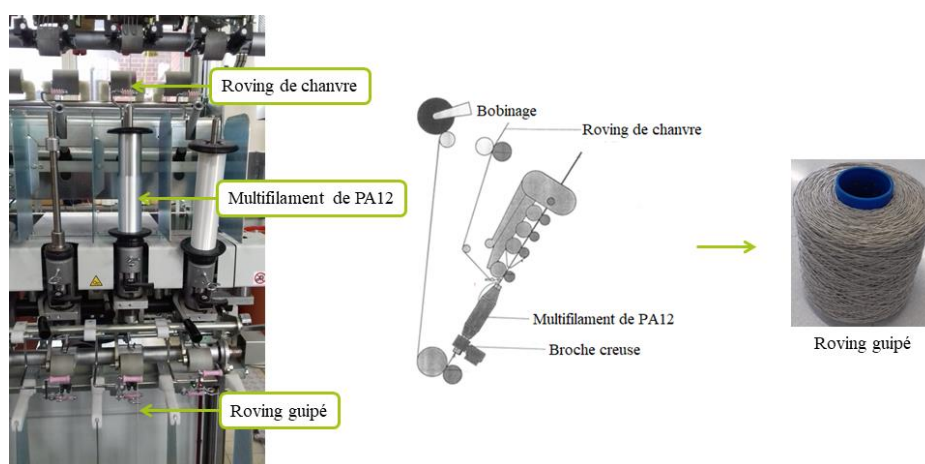 Roving de chanvre
Multifilament de PA12
Roving guipé
Bobinage
Roving de chanvre
Multifilament de PA12
Broche creuse
Roving guipé